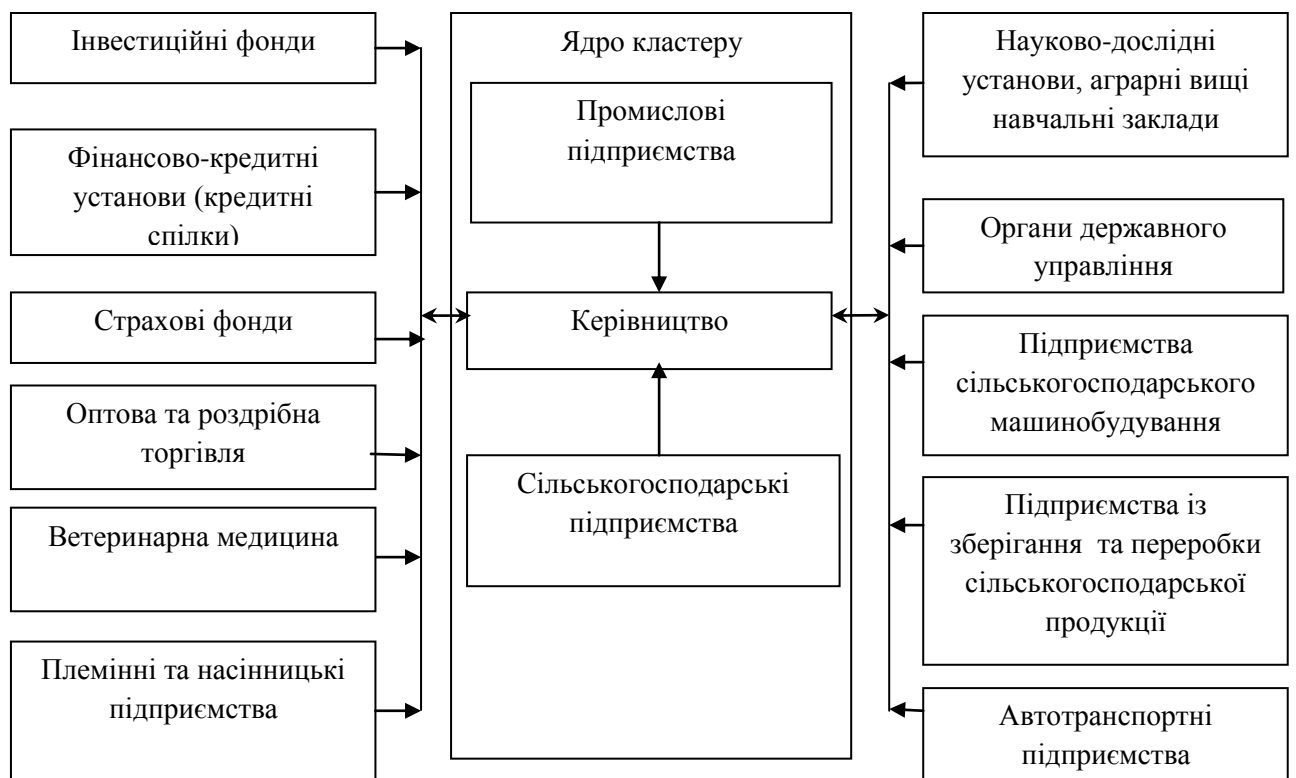 Інвестиційні фонди
Фінансово-кредитні
установи (кредитні
спілки)
Страхові фонди
Оптова та роздрібна
торгівля
Ветеринарна медицина
Племінні та насінницькі
підприємства
Ядро кластеру
Промислові
підприємства
Керівництво
Сільськогосподарські
підприємства
Науково-дослідні
установи, аграрні вищі
навчальні заклади
Органи державного
управління
Підприємства
сільськогосподарського
машинобудування
Підприємства із
зберігання та переробки
сільськогосподарської
продукції
Автотранспортні
підприємства